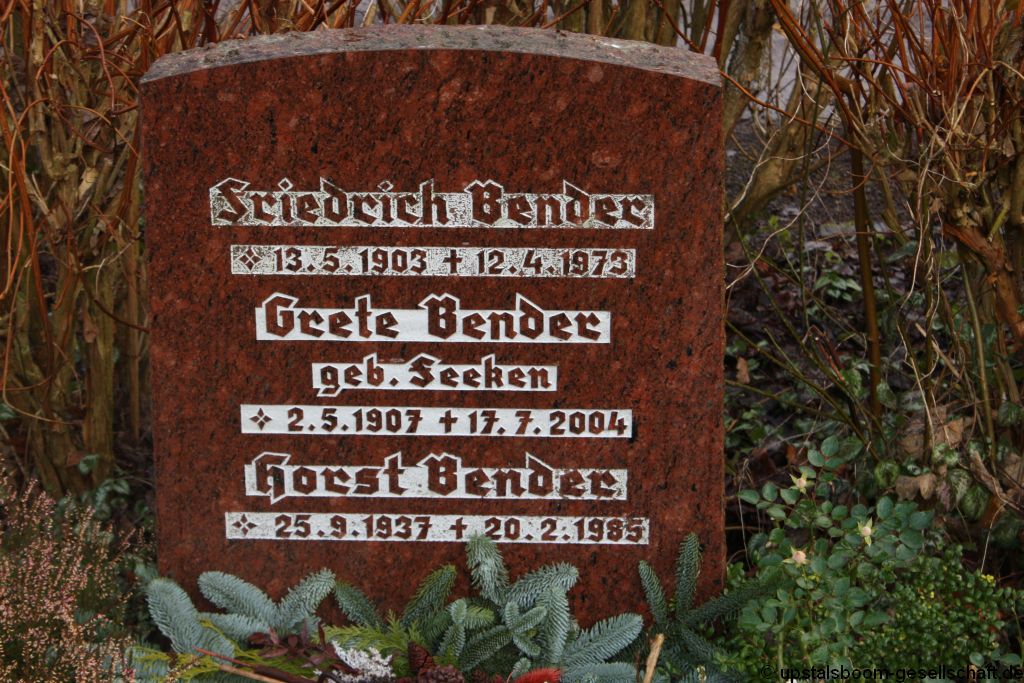 Friedrich Bender
13.5.1903 + 12.4.1973
Grete Bender
geb. Seeken
2.5.1907 + 17.7.2004
Horst Bender
25.9.1937 + 20.2.1985
© upstalsboom-gesellschaft.de